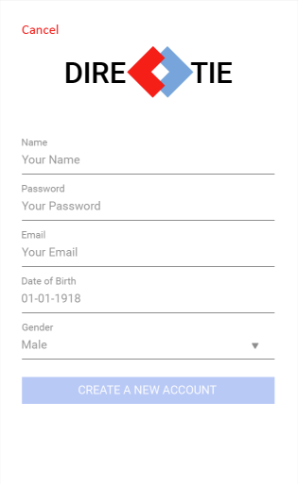 Cancel
DIRE TIE
Name
Your Name
Password
Your Password
Email
Your Email
Date of Birth
01-01-1918
Gender
Male
CREATE A NEW ACCOUNT